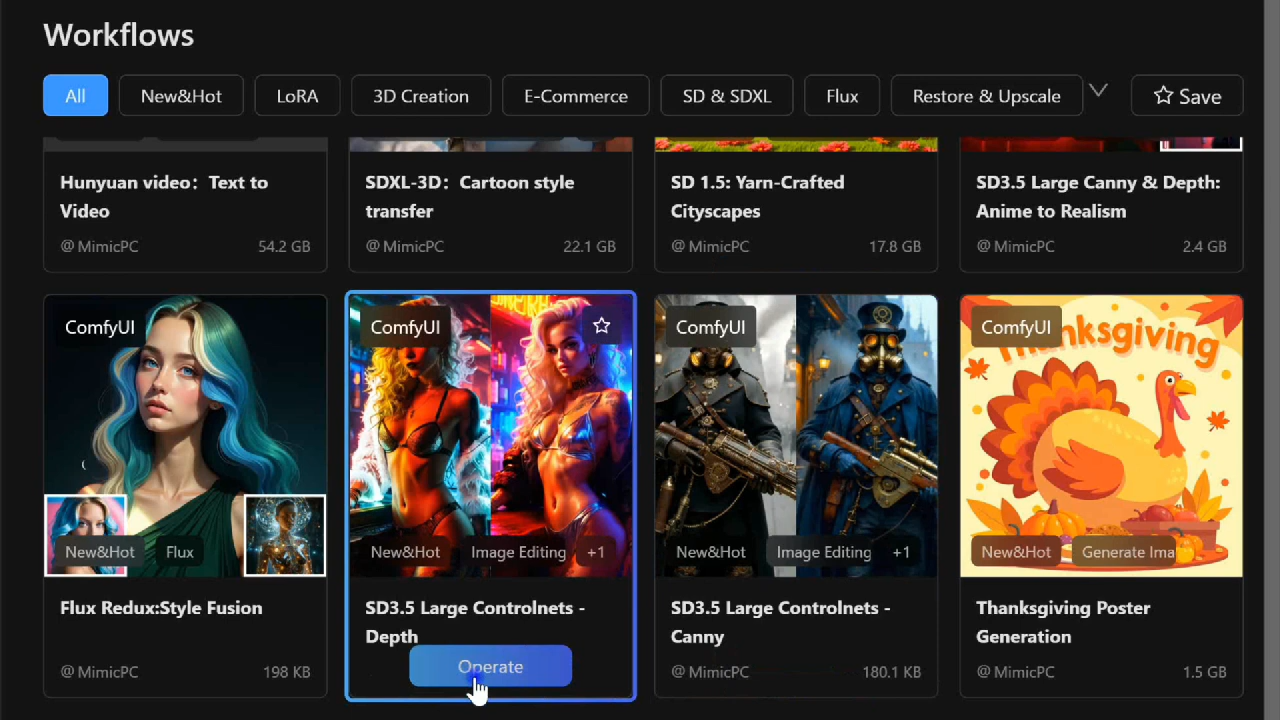 Workflows
All
New&Hot
LoRA
3D Creation
E-Commerce
SD & SDXL
Flux
Restore & Upscale
Save
Hunyuan video： Text to
Video
@ MimicPC
54.2 GB
SDXL-3D： Cartoon style
transfer
@ MimicPC
22.1 GB
SD 1.5: Yarn-Crafted
Cityscapes
@ MimicPC
17.8 GB
SD3.5 Large Canny & Depth:
Anime to Realism
@ MimicPC
2.4 GB
ComfyUI
New&Hot
Flux
Flux Redux:Style Fusion
@ MimicPC
198 KB
ComfyUI
New&Hot
Image Editing
+1
SD3.5 Large Controlnets -
Depth
Operate
ComfyUI
New&Hot
Image Editing
+1
SD3.5 Large Controlnets -
Canny
@ MimicPC
180.1 KB
ComfyUI
Thanksgiving
New&Hot
Generate Ima
Thanksgiving Poster
Generation
@ MimicPC
1.5 GB